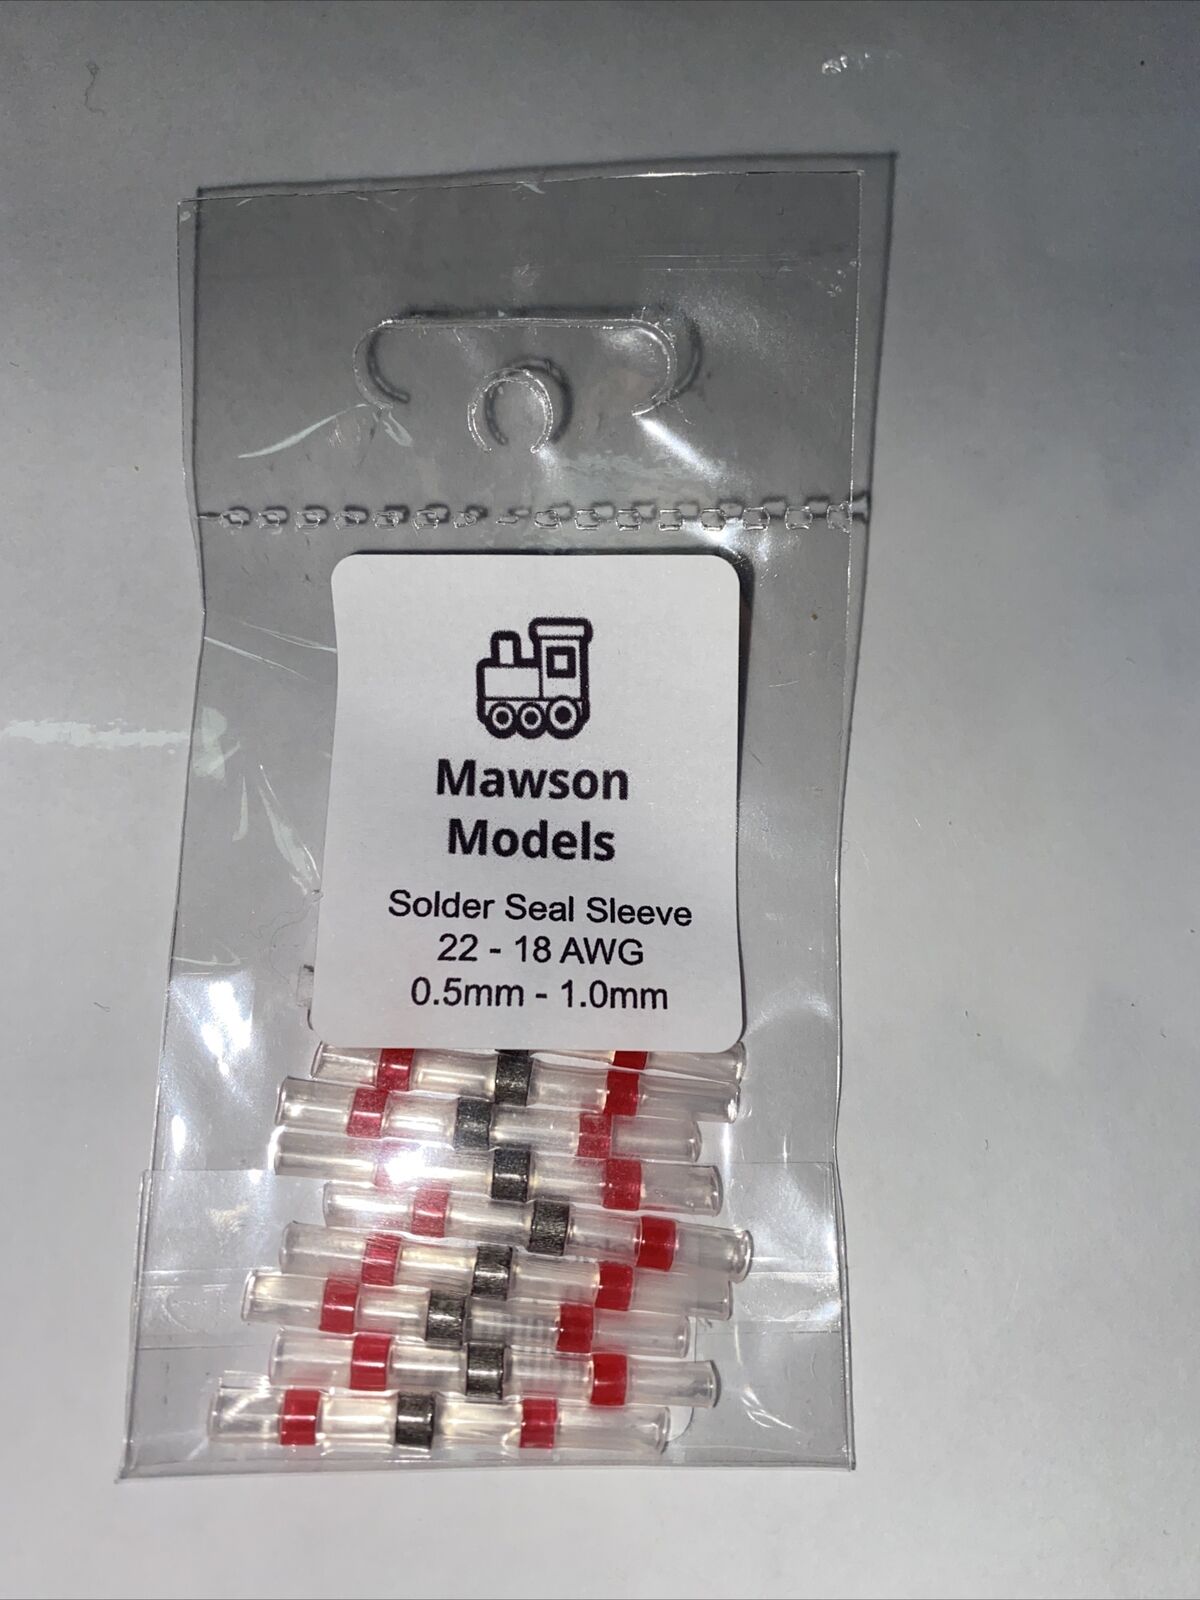 Mawson
Models
Solder Seal Sleeve
22 - 18 AWG
0.5mm - 1.0mm